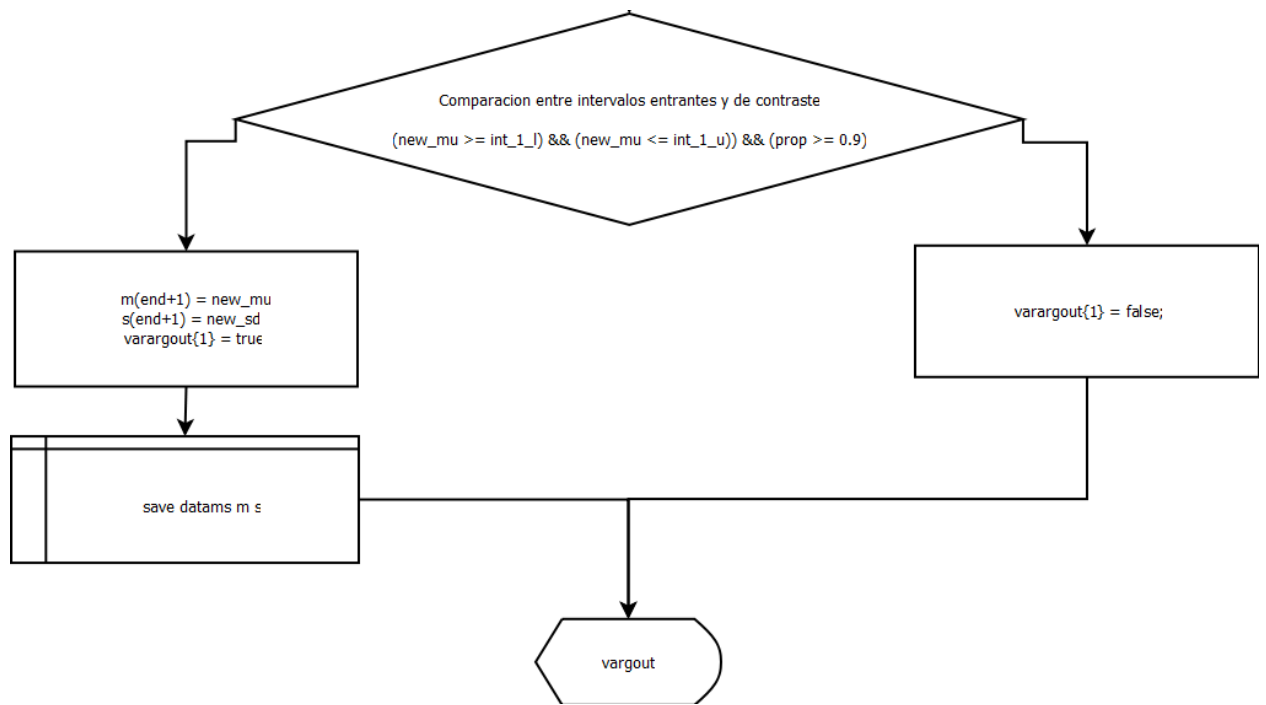 Comparacion entre intervalos entrantes y de contraste
(new_mu >= int_1_l) && (new_mu <= int_1_u)) && (prop >= 0.9)
m(end+1) = new_mu
s(end+1) = new_sd
varargout{1} = true
varargout{1} = false;
save datams m s
vargout